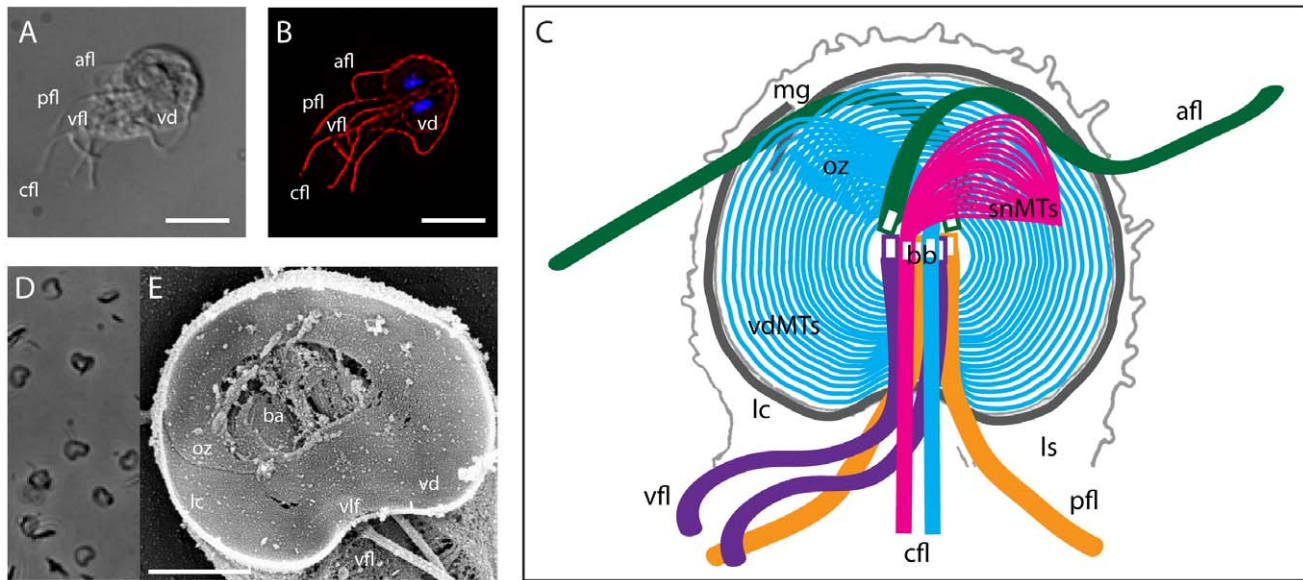 A
afl
pfl
vfl
vd
cfl
B
afl
pfl
vfl
vd
cfl
C
mg
afl
oz
snMTs
bb
vdMTs
lc
ls
vfl
pfl
cfl
D
E
ba
oz
lc
vd
vlf
vfl